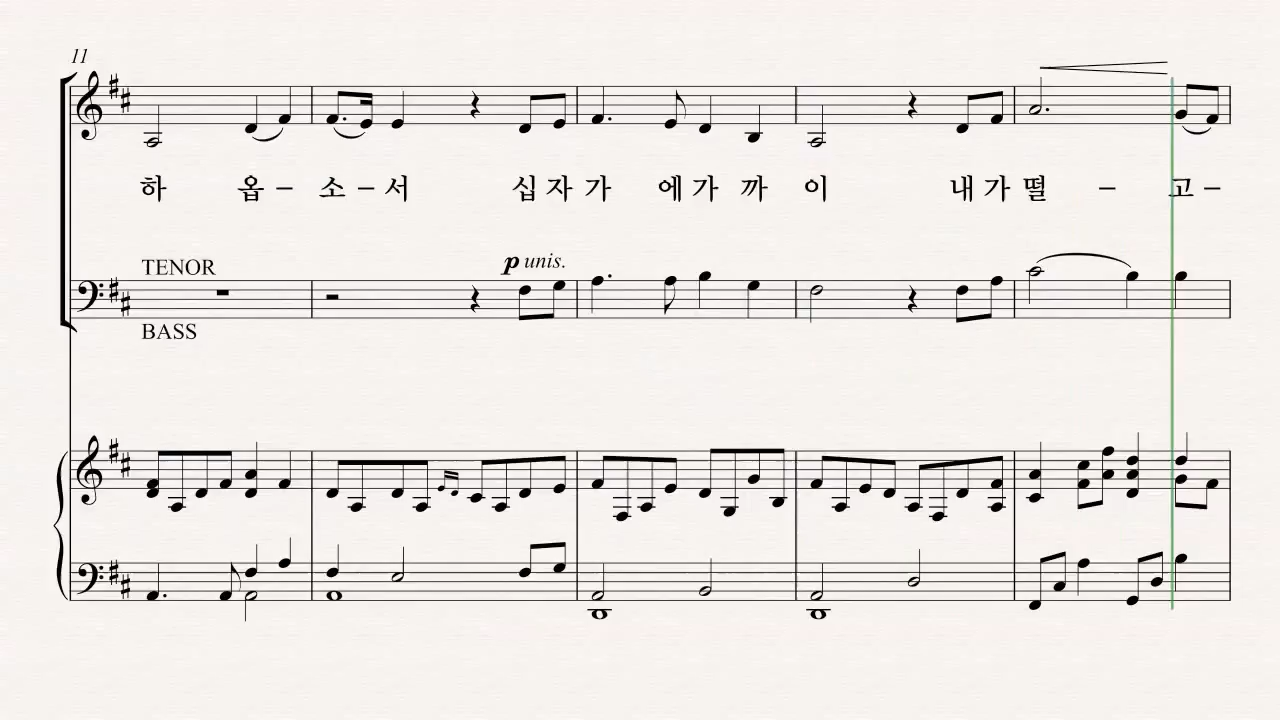 11
하 옵 – 소 – 서 십 자 가 에 가 까 이 내 가 떨 – 고 –
TENOR
p unis.
BASS